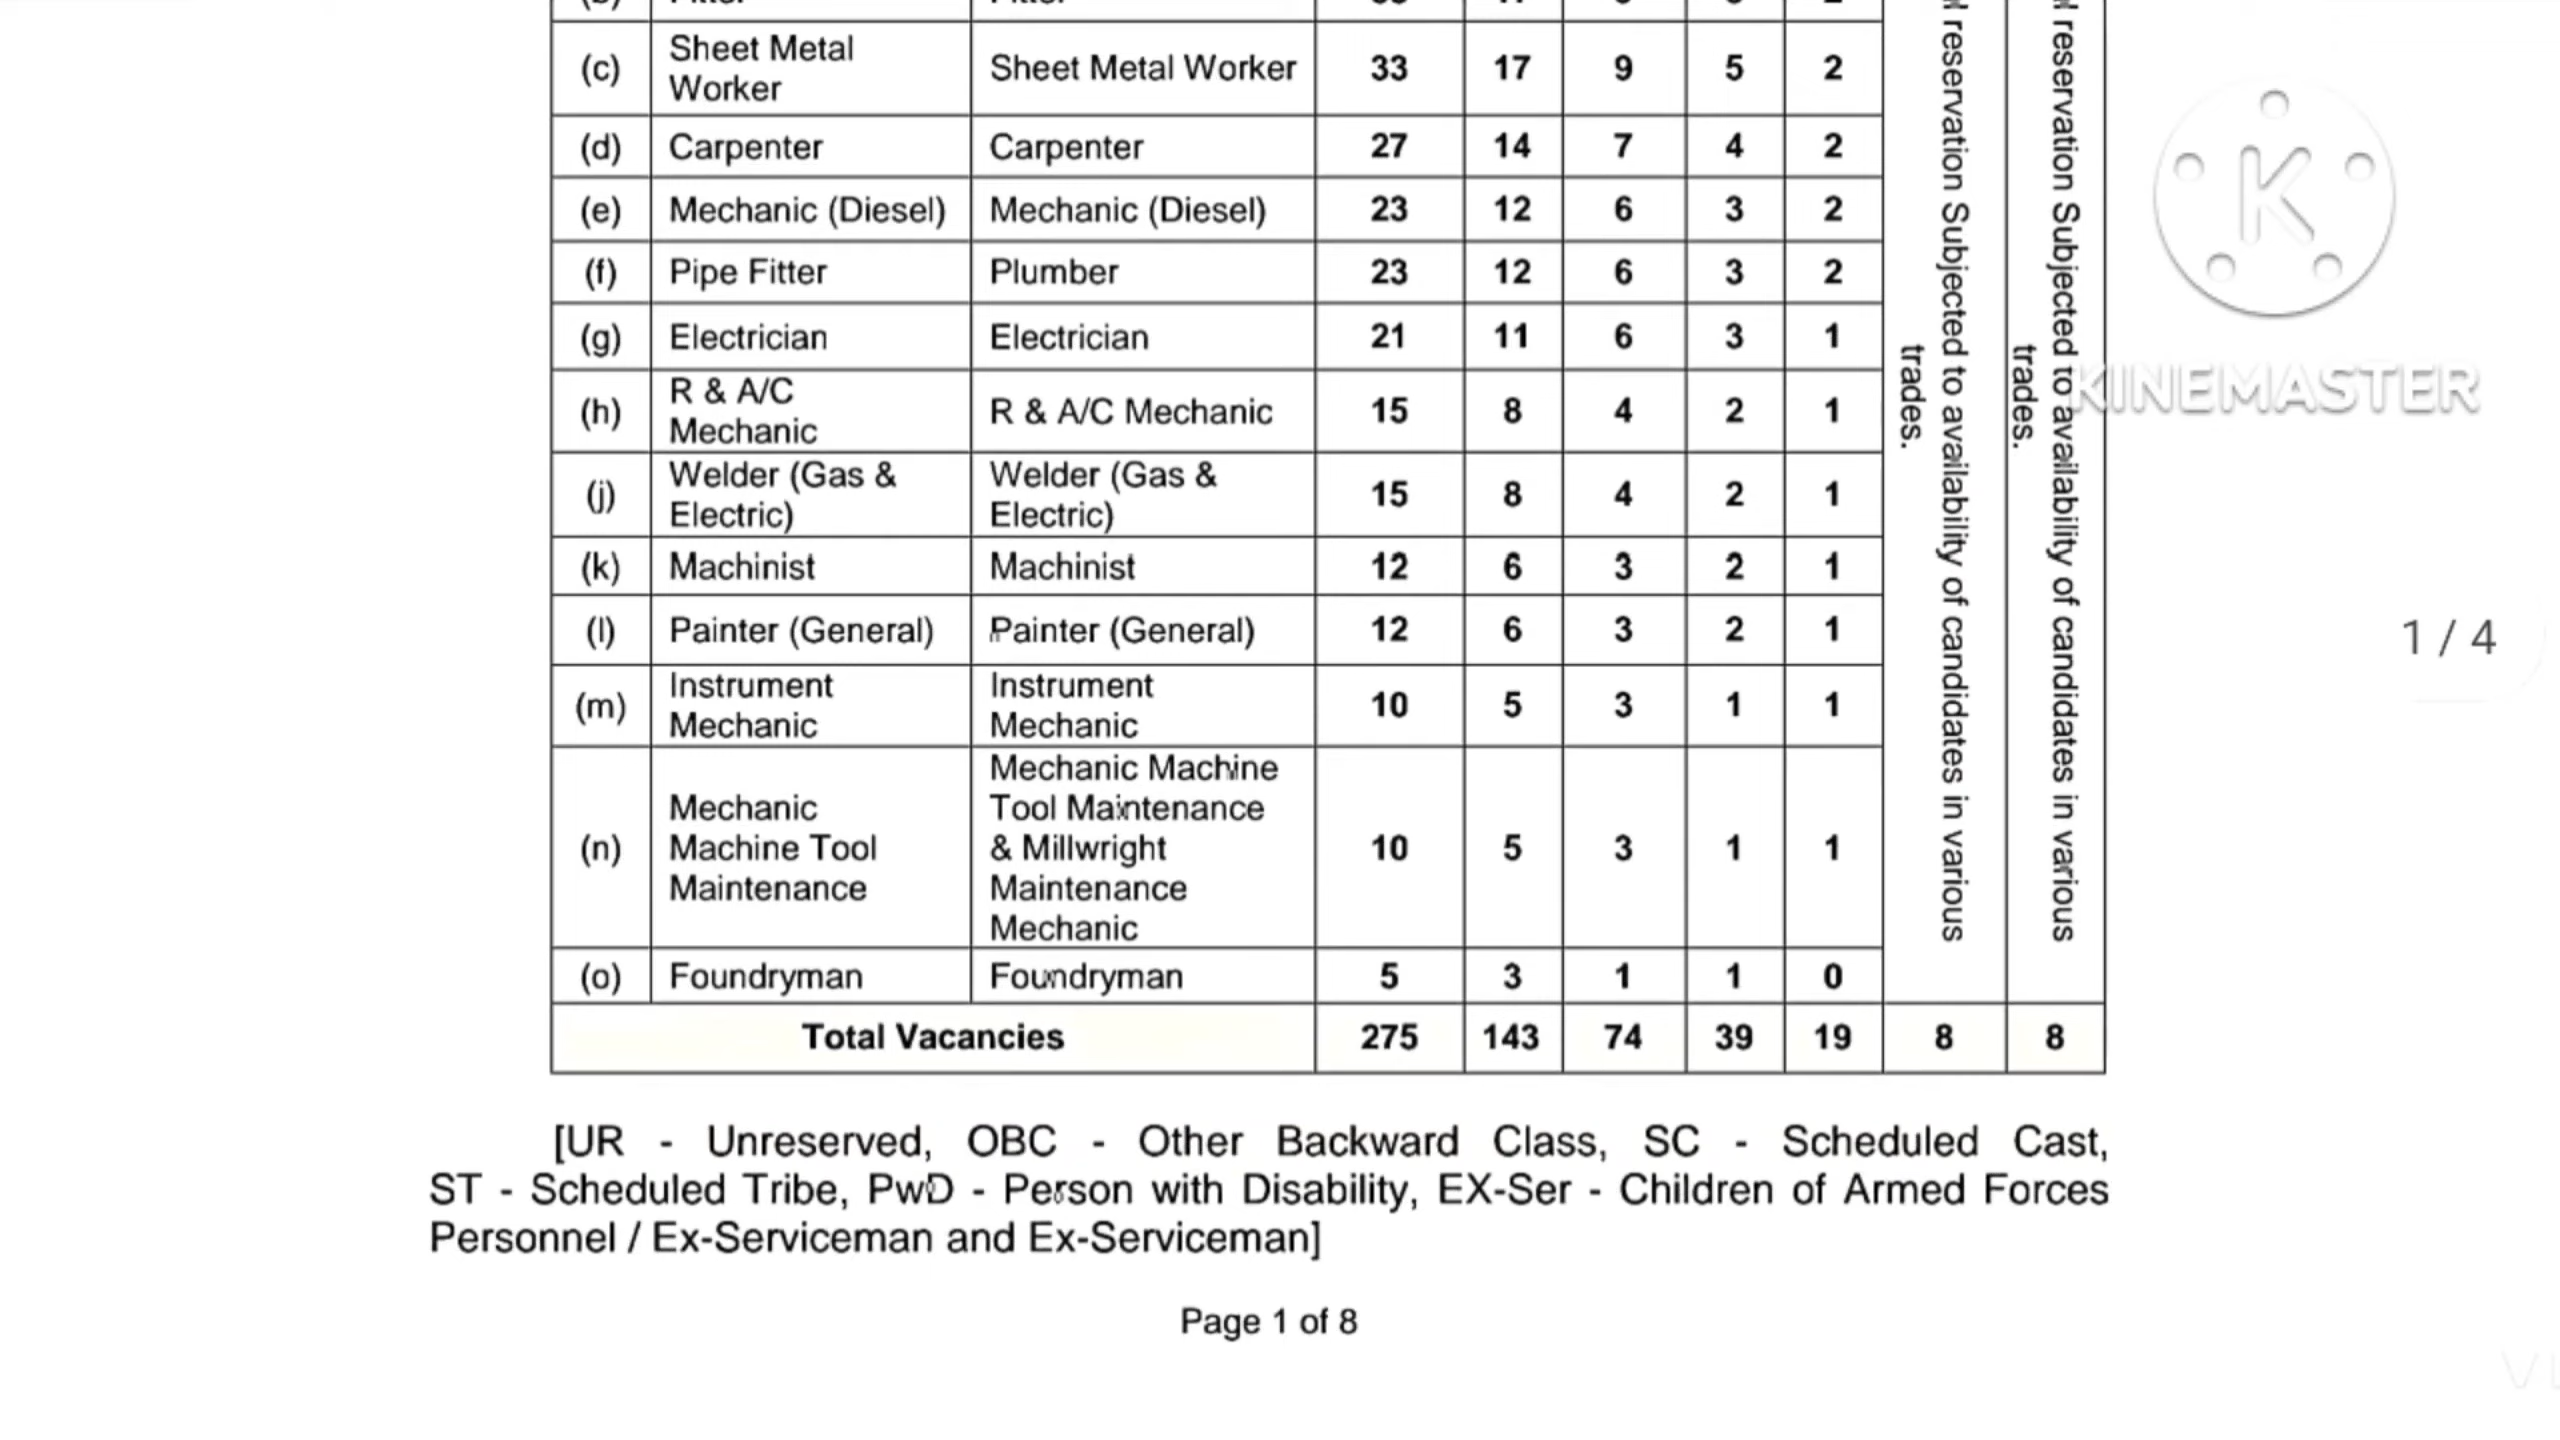 (c) Sheet Metal Worker Sheet Metal Worker 33 17 9 5 2
(d) Carpenter Carpenter 27 14 7 4 2
(e) Mechanic (Diesel) Mechanic (Diesel) 23 12 6 3 2
(f) Pipe Fitter Plumber 23 12 6 3 2
(g) Electrician Electrician 21 11 6 3 1
(h) R & A/C Mechanic R & A/C Mechanic 15 8 4 2 1
(j) Welder (Gas & Electric) Welder (Gas & Electric) 15 8 4 2 1
(k) Machinist Machinist 12 6 3 2 1
(l) Painter (General) Painter (General) 12 6 3 2 1
(m) Instrument Mechanic Instrument Mechanic 10 5 3 1 1
(n) Mechanic Machine Tool Maintenance Mechanic Machine Tool Maintenance & Millwright Maintenance Mechanic 10 5 3 1 1
(o) Foundryman Foundryman 5 3 1 1 0
reservation Subjected to availability of candidates in various
trades.
reservation Subjected to availability of candidates in various
trades.
Total Vacancies 275 143 74 39 19 8 8
[UR - Unreserved, OBC - Other Backward Class, SC - Scheduled Cast,
ST - Scheduled Tribe, PwD - Person with Disability, EX-Ser - Children of Armed Forces
Personnel / Ex-Serviceman and Ex-Serviceman]
Page 1 of 8
K
KINEMASTER
1 / 4